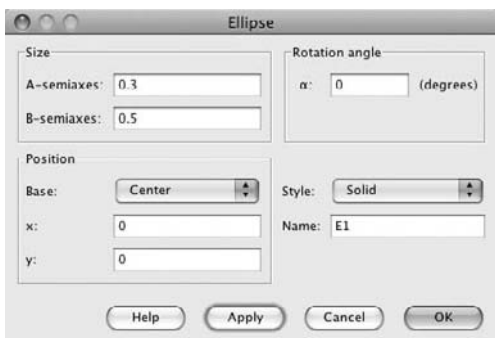 Ellipse
Size
A-semiaxes: 0.3
B-semiaxes: 0.5
Rotation angle
α: 0 (degrees)
Position
Base: Center
x: 0
y: 0
Style: Solid
Name: E1
Help Apply Cancel OK